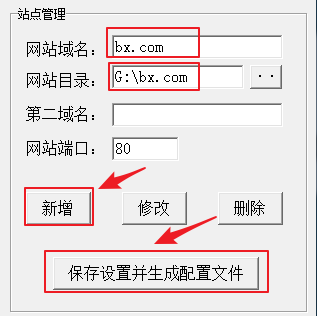 站点管理
网站域名： bx.com
网站目录： G:\bx.com ..
第二域名：
网站端口： 80
新增 修改 删除
保存设置并生成配置文件